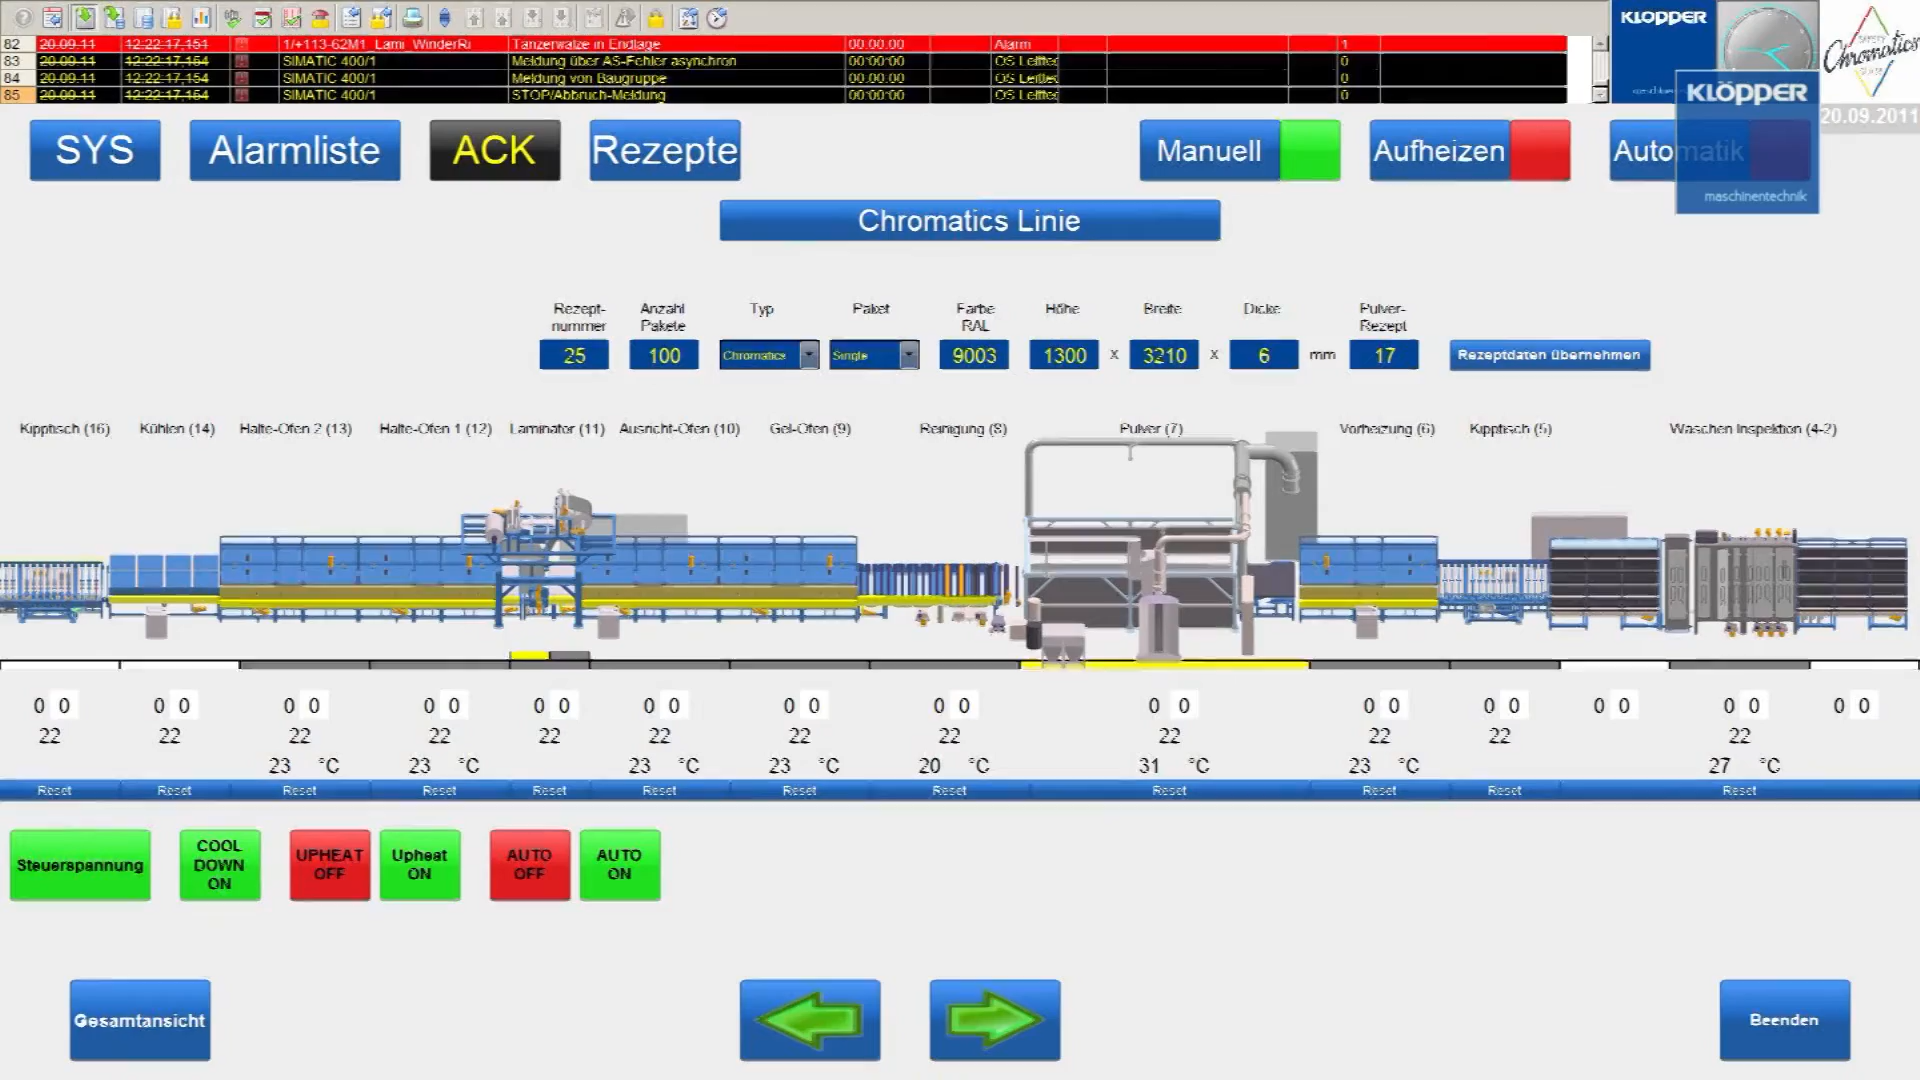 82 20.09.11 12.22.17,151 1/+113-62M1_Lami_WinderRi Tänzerwalze in Endlage 00.00.00 Alarm 1
83 20.09.11 12:22:17,154 SIMATIC 400/1 Meldung über AS-Fehler asynchron 00:00:00 OS Leittec 0
84 20.09.11 12:22:17,154 SIMATIC 400/1 Meldung von Baugruppe 00:00:00 OS Leittec 0
85 20.09.11 12:22:17,154 SIMATIC 400/1 STOP/Abbruch-Meldung 00:00:00 OS Leittec 0
KLÖPPER
SAFETY
Chromatics
GLASS
KLÖPPER
maschinentechnik
20.09.2011
SYS Alarmliste ACK Rezepte Manuell Aufheizen Automatik
Chromatics Linie
Rezept-
nummer
Anzahl
Pakete
Typ
Paket
Farbe
RAL
Höhe
Breite
Dicke
Pulver-
Rezept
25 100 Chromatics Single 9003 1300 x 3210 x 6 mm 17 Rezeptdaten übernehmen
Kipptisch (16) Kühlen (14) Halte-Ofen 2 (13) Halte-Ofen 1 (12) Laminator (11) Ausricht-Ofen (10) Gel-Ofen (9) Reinigung (8) Pulver (7) Vorheizung (6) Kipptisch (5) Waschen Inspektion (4-2)
0 0 0 0 0 0 0 0 0 0 0 0 0 0 0 0 0 0 0 0 0 0 0 0 0 0 0 0
22 22 22 22 22 22 22 22 22 22 22 22
23 °C 23 °C 23 °C 23 °C 20 °C 31 °C 23 °C 27 °C
Reset Reset Reset Reset Reset Reset Reset Reset Reset Reset Reset Reset
Steuerspannung
COOL
DOWN
ON
UPHEAT
OFF
Upheat
ON
AUTO
OFF
AUTO
ON
Gesamtansicht
Beenden